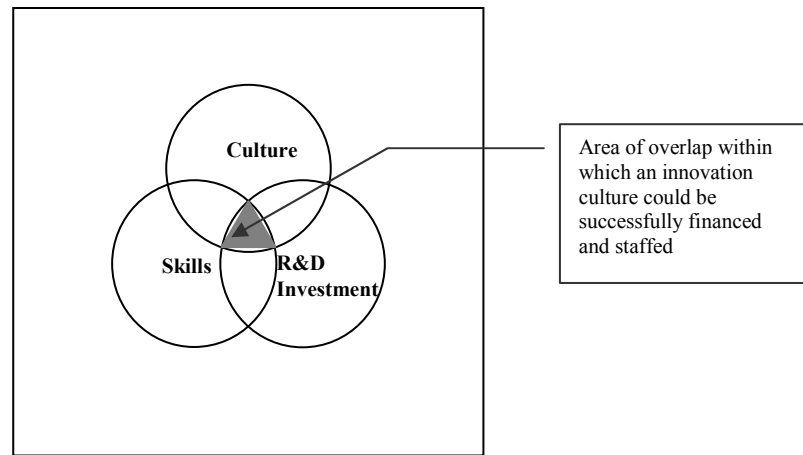 Culture
Skills
R&D
Investment
Area of overlap within
which an innovation
culture could be
successfully financed
and staffed